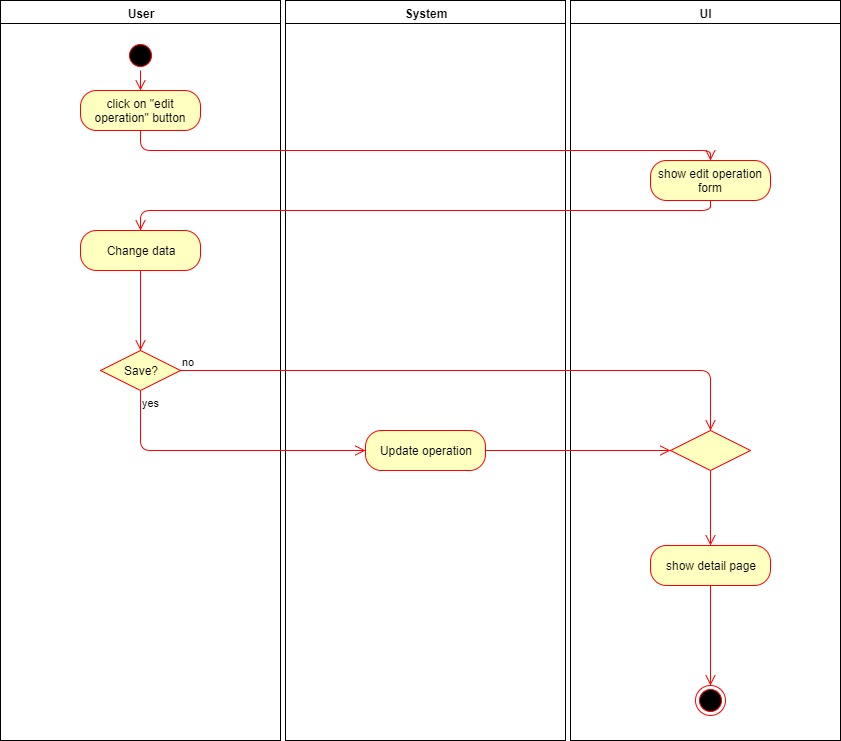 User
System
UI
click on "edit
operation" button
show edit operation
form
Change data
Save?
no
yes
Update operation
show detail page